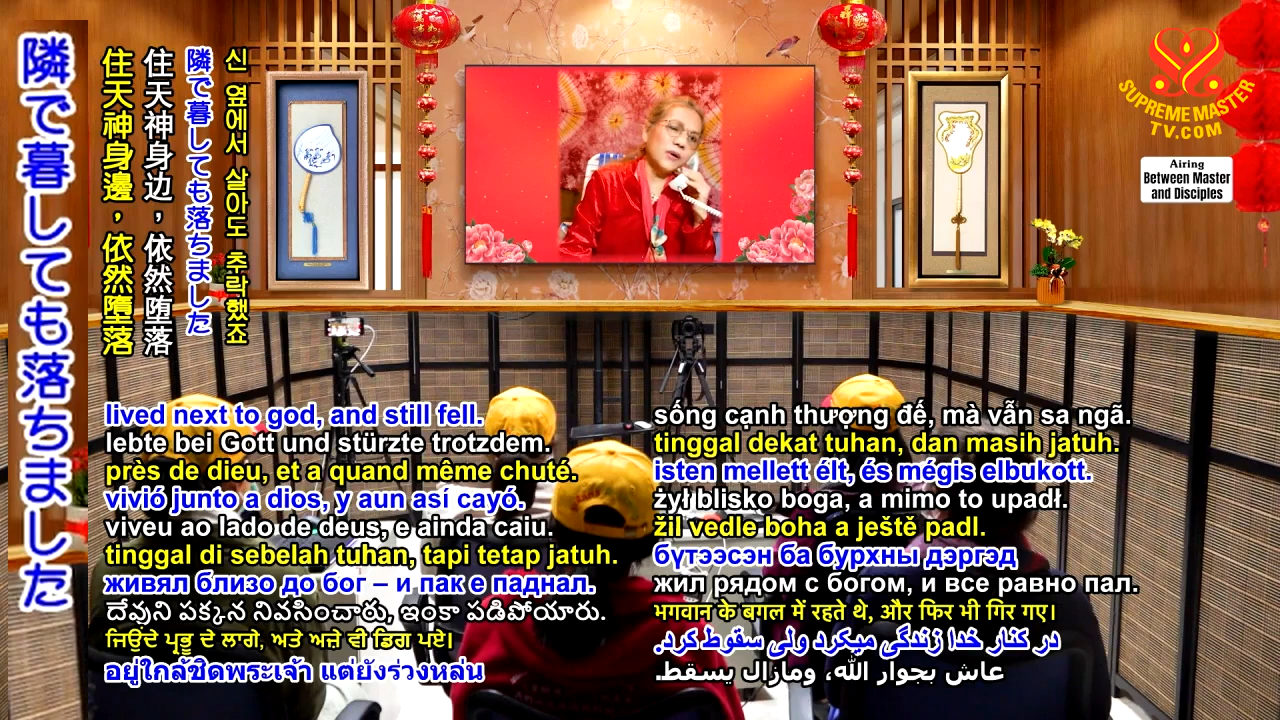 隣で暮しても落ちました
住天神身邊，依然墮落
住天神身边，依然堕落
隣で暮しても落ちました
신 옆에서 살아도 추락했죠
SUPREME MASTER
TV.COM
Airing
Between Master
and Disciples
lived next to god, and still fell.
lebte bei Gott und stürzte trotzdem.
près de dieu, et a quand même chuté.
vivió junto a dios, y aun así cayó.
viveu ao lado de deus, e ainda caiu.
tinggal di sebelah tuhan, tapi tetap jatuh.
живял близо до бог – и пак е паднал.
దేవుని పక్కన నివసించారు, ఇంకా పడిపోయారు.
ਜਿਉਂਦੇ ਪ੍ਰਭੂ ਦੇ ਲਾਗੇ, ਅਤੇ ਅਜ਼ੇ ਵੀ ਡਿਗ ਪਏ।
อยู่ใกล้ชิดพระเจ้า แต่ยังร่วงหล่น
sống cạnh thượng đế, mà vẫn sa ngã.
tinggal dekat tuhan, dan masih jatuh.
isten mellett élt, és mégis elbukott.
żył blisko boga, a mimo to upadł.
žil vedle boha a ještě padl.
бүтээсэн ба бурхны дэргэд
жил рядом с богом, и все равно пал.
भगवान के बगल में रहते थे, और फिर भी गिर गए।
در کنار خدا زندگی میکرد ولی سقوط کرد.
عاش بجوار الله، ومازال يسقط.